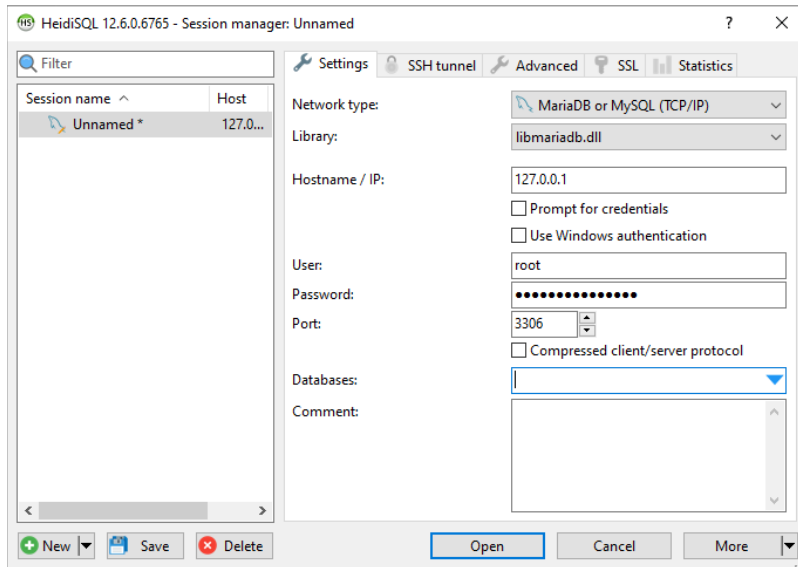 HS HeidiSQL 12.6.0.6765 - Session manager: Unnamed ?
Filter
Session name Host
Unnamed * 127.0...
New Save Delete
Settings SSH tunnel Advanced SSL Statistics
Network type: MariaDB or MySQL (TCP/IP)
Library: libmariadb.dll
Hostname / IP: 127.0.0.1
Prompt for credentials
Use Windows authentication
User: root
Password: ●●●●●●●●●●●●●●●
Port: 3306
Compressed client/server protocol
Databases:
Comment:
Open Cancel More